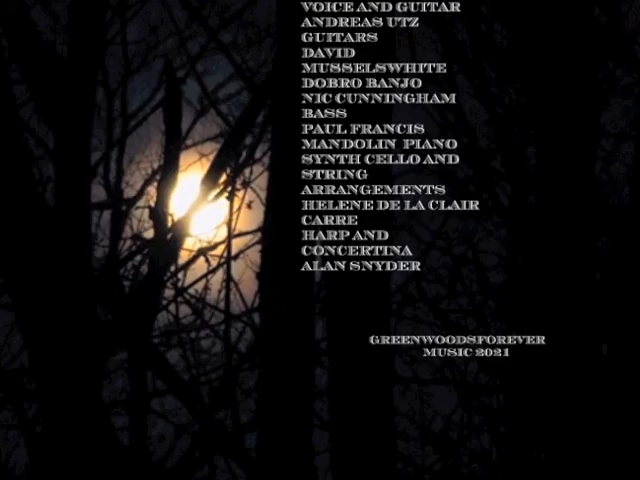 VOICE AND GUITAR
ANDREAS UTZ
GUITARS
DAVID
MUSSELSWHITE
DOBRO BANJO
NIC CUNNINGHAM
BASS
PAUL FRANCIS
MANDOLIN PIANO
SYNTH CELLO AND
STRING
ARRANGEMENTS
HELENE DE LA CLAIR
CARRE
HARP AND
CONCERTINA
ALAN SNYDER
GREENWOODSFOREVER
MUSIC 2021